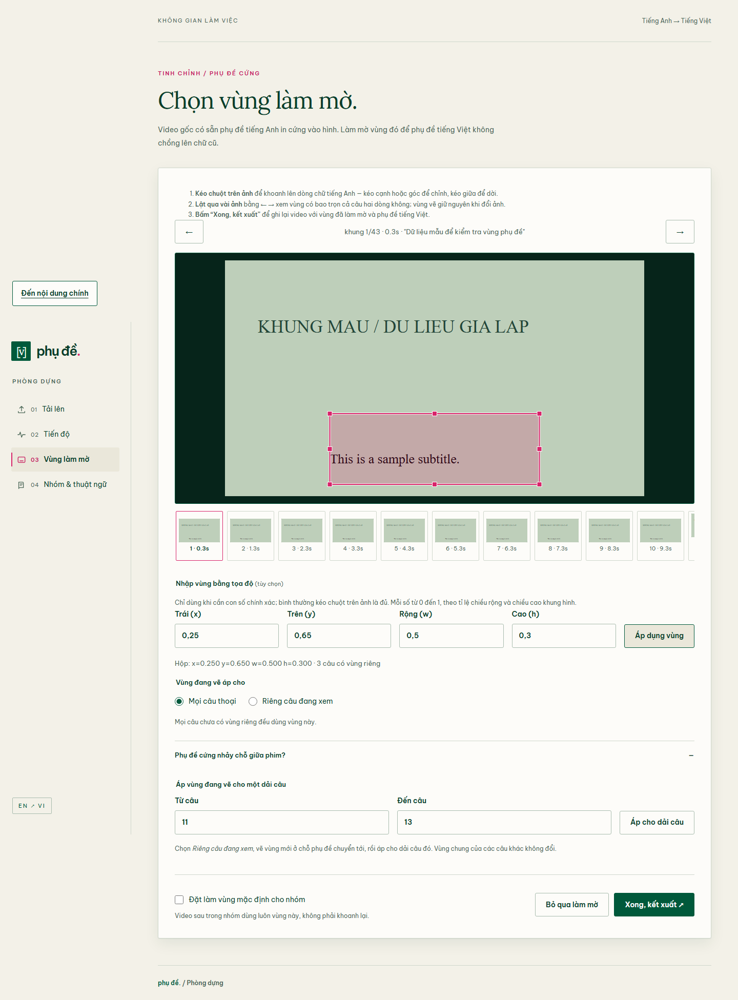 KHÔNG GIAN LÀM VIỆC
Tiếng Anh → Tiếng Việt
TINH CHỈNH / PHỤ ĐỀ CỨNG
Chọn vùng làm mờ.
Video gốc có sẵn phụ đề tiếng Anh in cứng vào hình. Làm mờ vùng đó để phụ đề tiếng Việt không
chồng lên chữ cũ.
1. Kéo chuột trên ảnh để khoanh lên dòng chữ tiếng Anh — kéo cạnh hoặc góc để chỉnh, kéo giữa để dời.
2. Lật qua vài ảnh bằng ← → xem vùng có bao trọn cả câu hai dòng không; vùng vẽ giữ nguyên khi đổi ảnh.
3. Bấm “Xong, kết xuất” để ghi lại video với vùng đã làm mờ và phụ đề tiếng Việt.
← khung 1/43 · 0.3s · "Dữ liệu mẫu để kiểm tra vùng phụ đề" →
KHUNG MAU / DU LIEU GIA LAP
This is a sample subtitle.
1 · 0.3s
2 · 1.3s
3 · 2.3s
4 · 3.3s
5 · 4.3s
6 · 5.3s
7 · 6.3s
8 · 7.3s
9 · 8.3s
10 · 9.3s
Đến nội dung chính
[v] phụ đề.
PHÒNG DỰNG
01 Tải lên
02 Tiến độ
03 Vùng làm mờ
04 Nhóm & thuật ngữ
EN ↗ VI
Nhập vùng bằng tọa độ (tùy chọn)
Chỉ dùng khi cần con số chính xác; bình thường kéo chuột trên ảnh là đủ. Mỗi số từ 0 đến 1, theo tỉ lệ chiều rộng và chiều cao khung hình.
Trái (x)
Trên (y)
Rộng (w)
Cao (h)
0,25
0,65
0,5
0,3
Áp dụng vùng
Hộp: x=0.250 y=0.650 w=0.500 h=0.300 · 3 câu có vùng riêng
Vùng đang vẽ áp cho
Mọi câu thoại
Riêng câu đang xem
Mọi câu chưa có vùng riêng đều dùng vùng này.
Phụ đề cứng nhảy chỗ giữa phim? –
Áp vùng đang vẽ cho một dải câu
Từ câu
Đến câu
11
13
Áp cho dải câu
Chọn Riêng câu đang xem, vẽ vùng mới ở chỗ phụ đề chuyển tới, rồi áp cho dải câu đó. Vùng chung của các câu khác không đổi.
Đặt làm vùng mặc định cho nhóm
Video sau trong nhóm dùng luôn vùng này, không phải khoanh lại.
Bỏ qua làm mờ
Xong, kết xuất ↗
phụ đề. / Phòng dựng